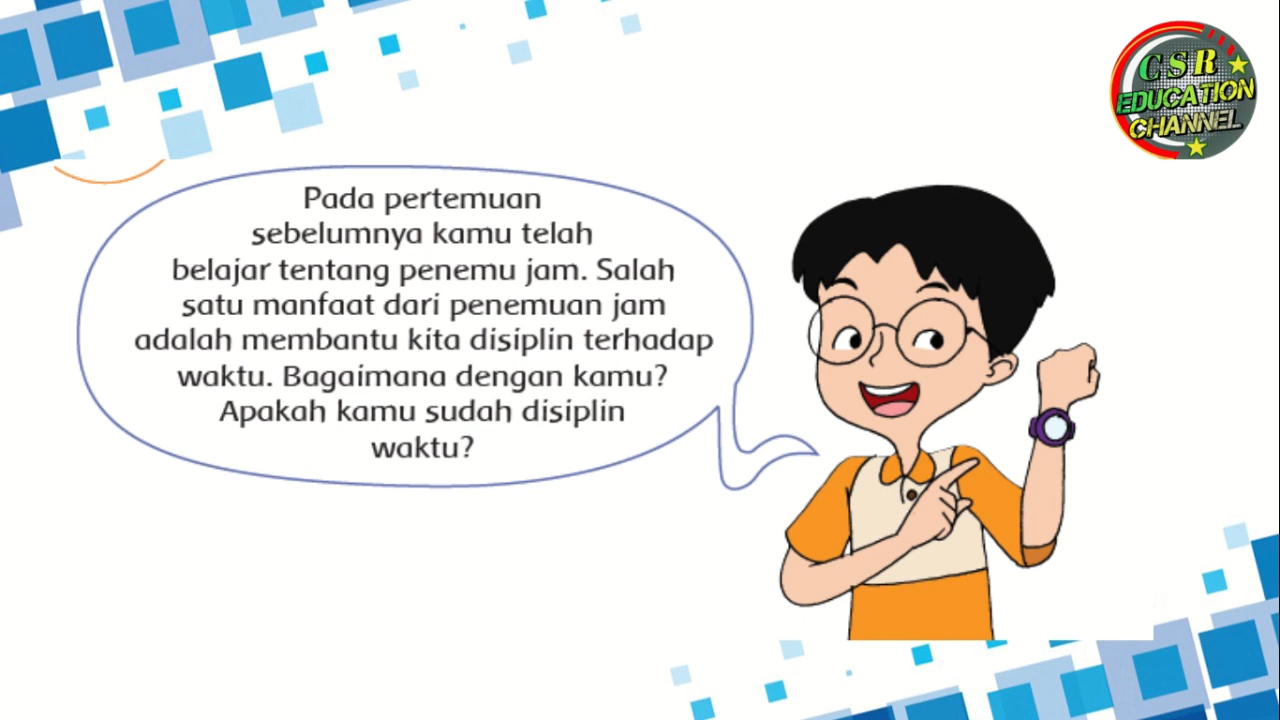 CSR
EDUCATION
CHANNEL
Pada pertemuan
sebelumnya kamu telah
belajar tentang penemu jam. Salah
satu manfaat dari penemuan jam
adalah membantu kita disiplin terhadap
waktu. Bagaimana dengan kamu?
Apakah kamu sudah disiplin
waktu?